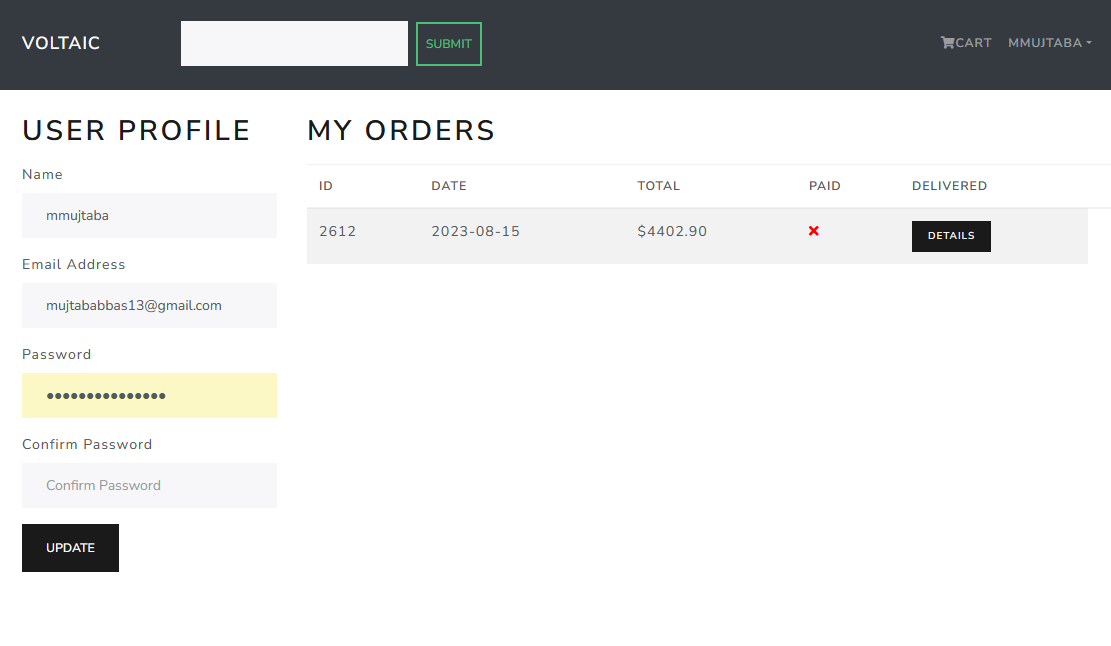 VOLTAIC
SUBMIT
CART
MMUJTABA
USER PROFILE
Name
mmujtaba
Email Address
mujtababbas13@gmail.com
Password
•••••••••••••••
Confirm Password
Confirm Password
UPDATE
MY ORDERS
ID DATE TOTAL PAID DELIVERED
2612 2023-08-15 $4402.90 DETAILS